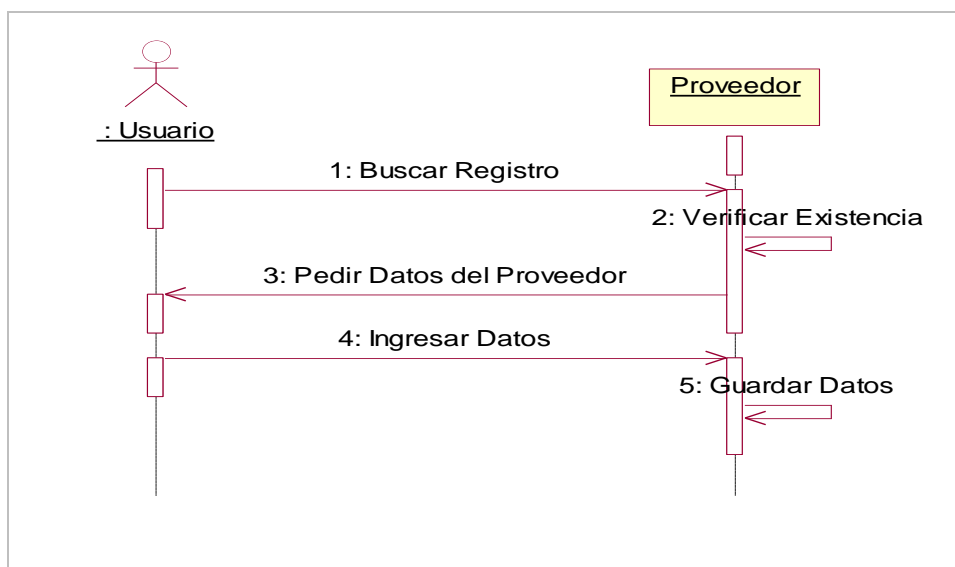 Proveedor
: Usuario
1: Buscar Registro
2: Verificar Existencia
3: Pedir Datos del Proveedor
4: Ingresar Datos
5: Guardar Datos